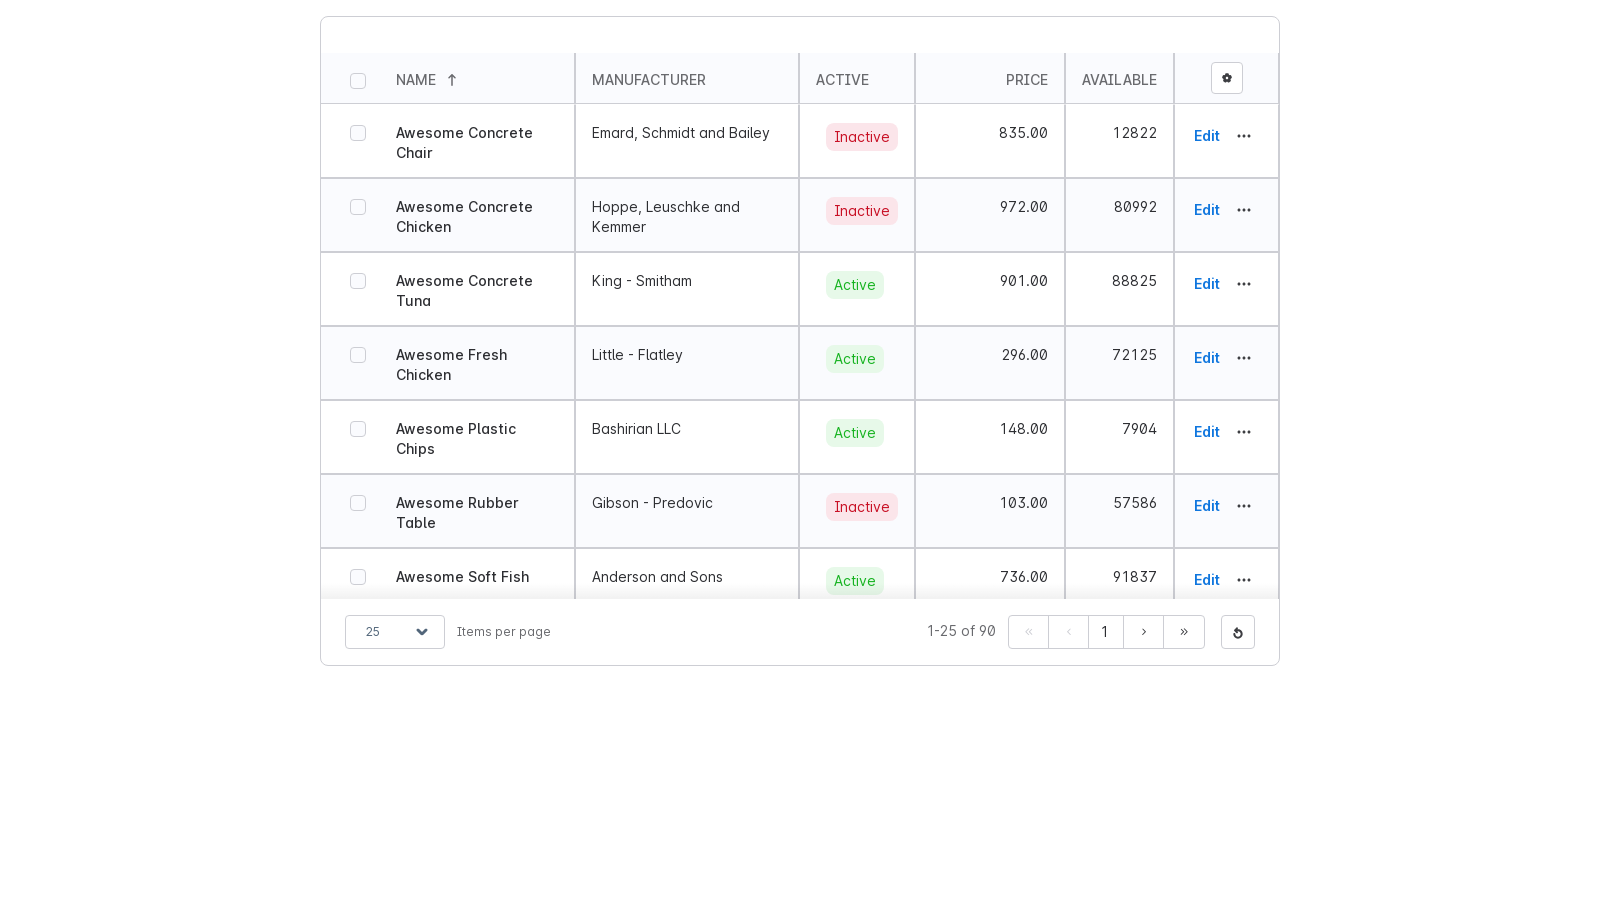 NAME ↑ MANUFACTURER ACTIVE PRICE AVAILABLE
Awesome Concrete Chair Emard, Schmidt and Bailey Inactive 835.00 12822 Edit ···
Awesome Concrete Chicken Hoppe, Leuschke and Kemmer Inactive 972.00 80992 Edit ···
Awesome Concrete Tuna King - Smitham Active 901.00 88825 Edit ···
Awesome Fresh Chicken Little - Flatley Active 296.00 72125 Edit ···
Awesome Plastic Chips Bashirian LLC Active 148.00 7904 Edit ···
Awesome Rubber Table Gibson - Predovic Inactive 103.00 57586 Edit ···
Awesome Soft Fish Anderson and Sons Active 736.00 91837 Edit ···
25 Items per page 1-25 of 90 « ‹ 1 › »